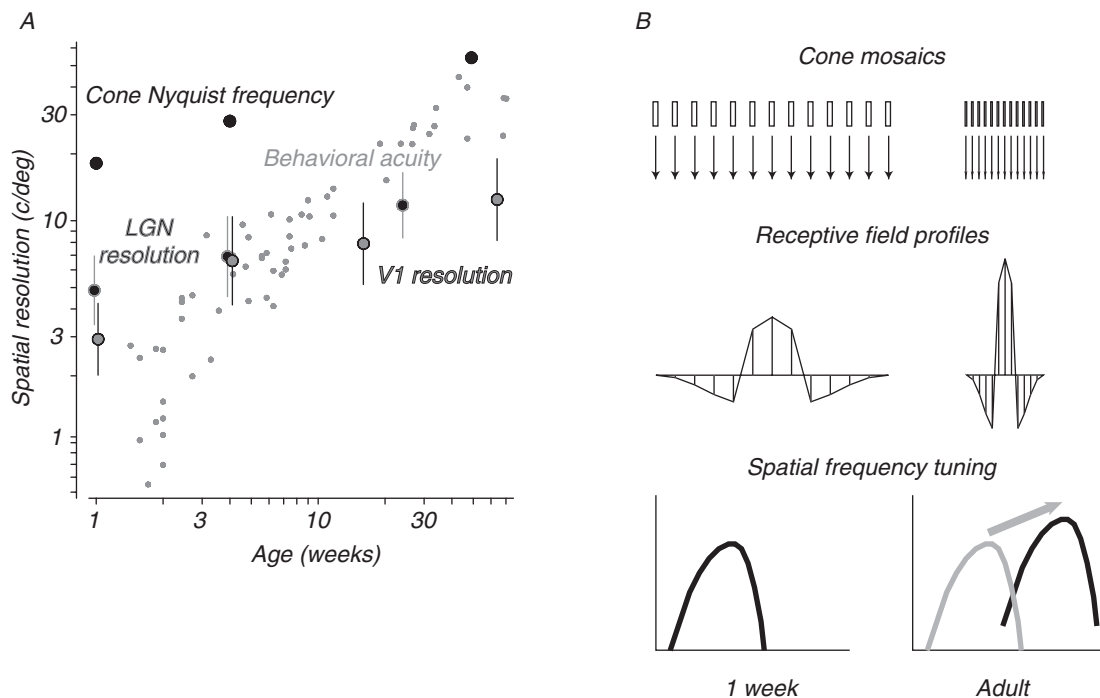 A
Spatial resolution (c/deg)
30
10
3
1
Cone Nyquist frequency
Behavioral acuity
LGN
resolution
V1 resolution
1
3
10
30
Age (weeks)
B
Cone mosaics
Receptive field profiles
Spatial frequency tuning
1 week
Adult